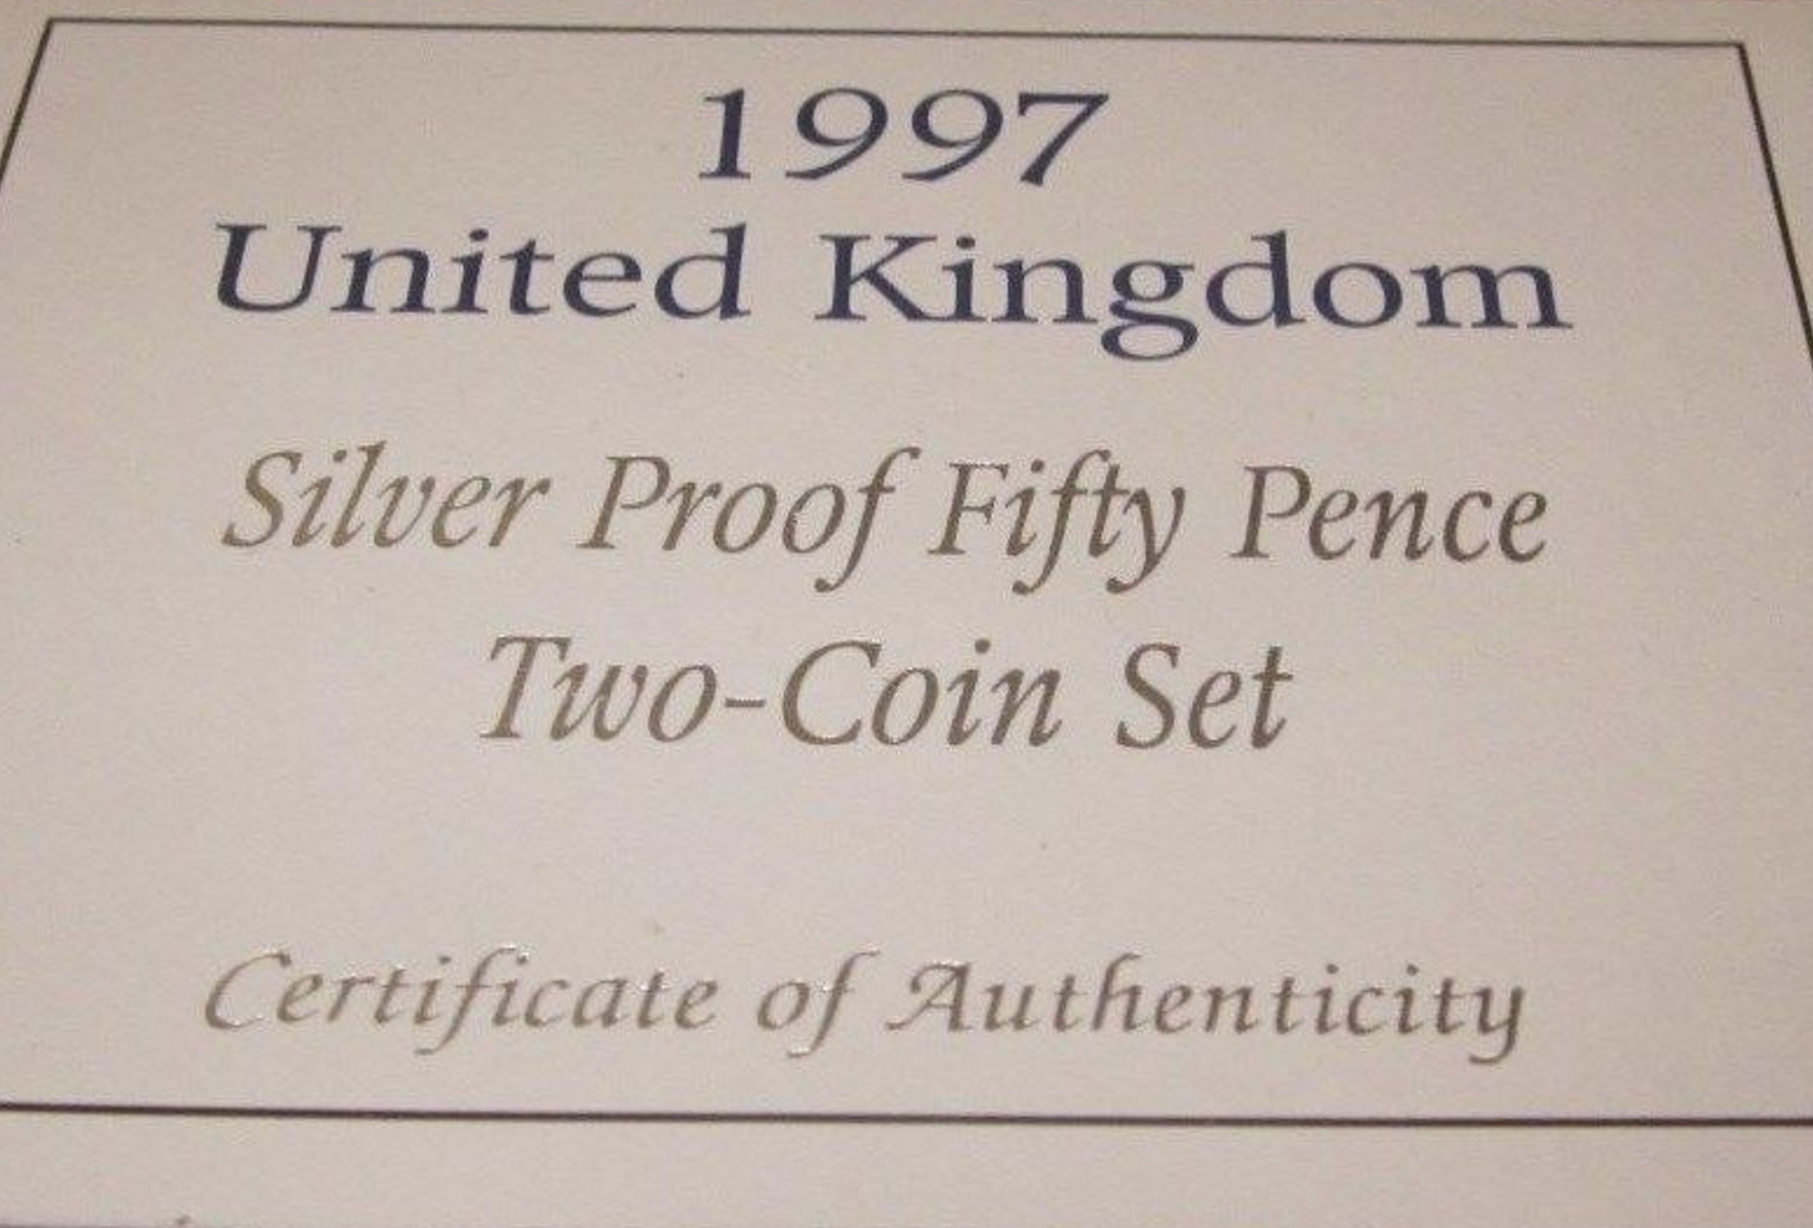 1997
United Kingdom
Silver Proof Fifty Pence
Two-Coin Set
Certificate of Authenticity